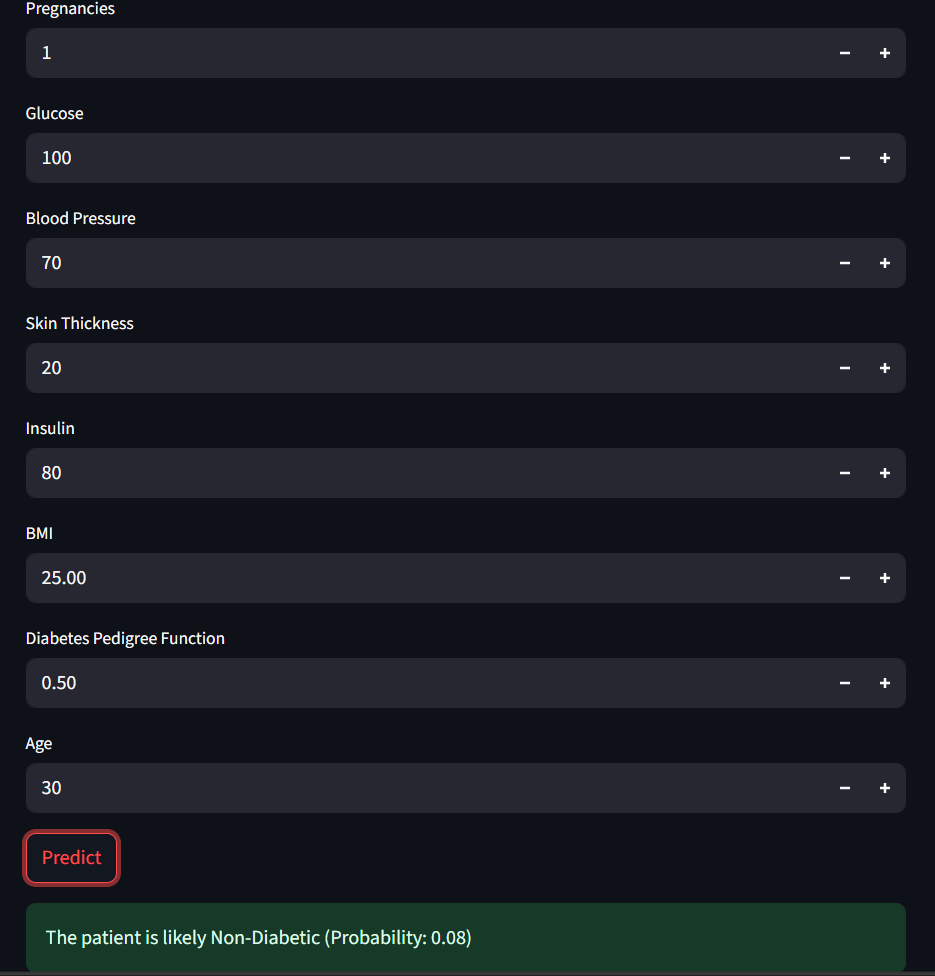 Pregnancies
1
Glucose
100
Blood Pressure
70
Skin Thickness
20
Insulin
80
BMI
25.00
Diabetes Pedigree Function
0.50
Age
30
Predict
The patient is likely Non-Diabetic (Probability: 0.08)